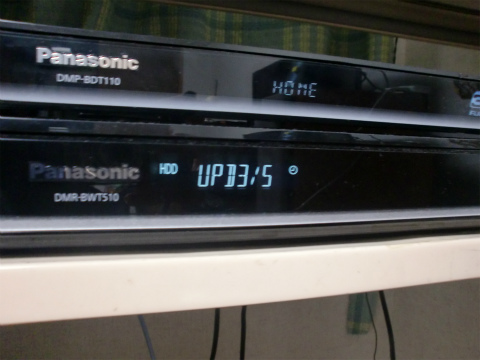 Panasonic
DMP-BDT110
HOME
Panasonic
DMR-BWT510
HDD
UPD3/5